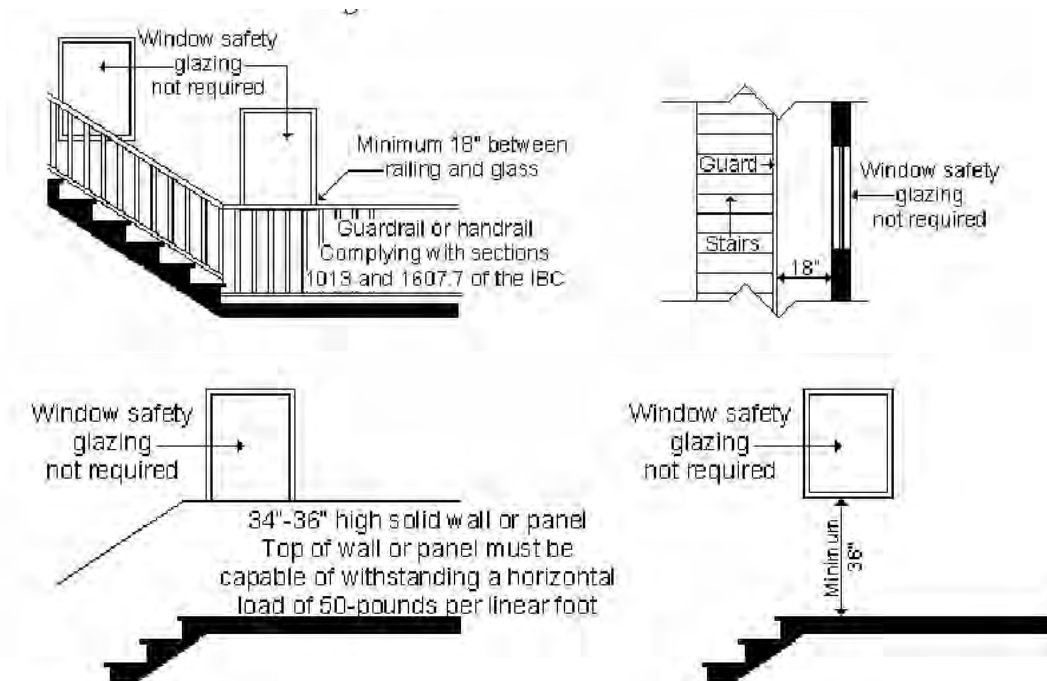 Window safety
glazing
not required
Minimum 18" between
railing and glass
Guardrail or handrail
Complying with sections
1013 and 1607.7 of the IBC
Guard
Stairs
18"
Window safety
glazing
not required
Window safety
glazing
not required
34"-36" high solid wall or panel
Top of wall or panel must be
capable of withstanding a horizontal
load of 50-pounds per linear foot
Window safety
glazing
not required
Minimum
36"